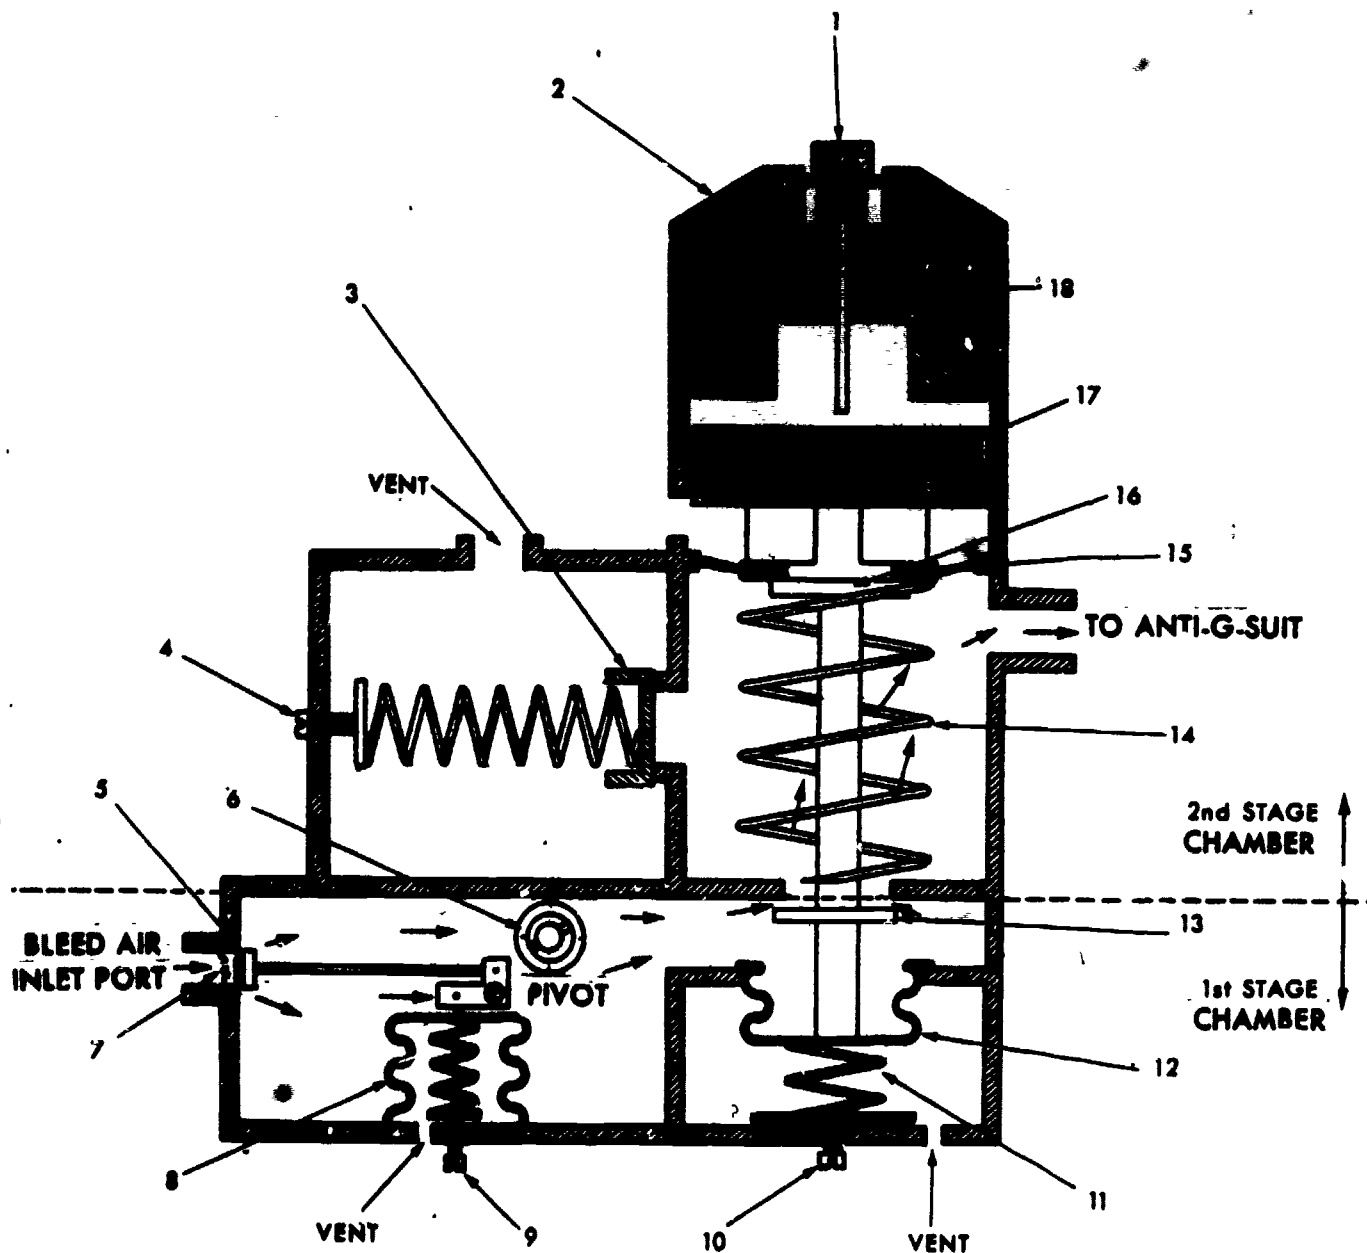 1
2
3
18
17
VENT
16
15
TO ANTI-G-SUIT
4
14
5
6
2nd STAGE
CHAMBER
13
BLEED AIR
INLET PORT
PIVOT
1st STAGE
CHAMBER
7
12
?
8
11
VENT
9
10
VENT